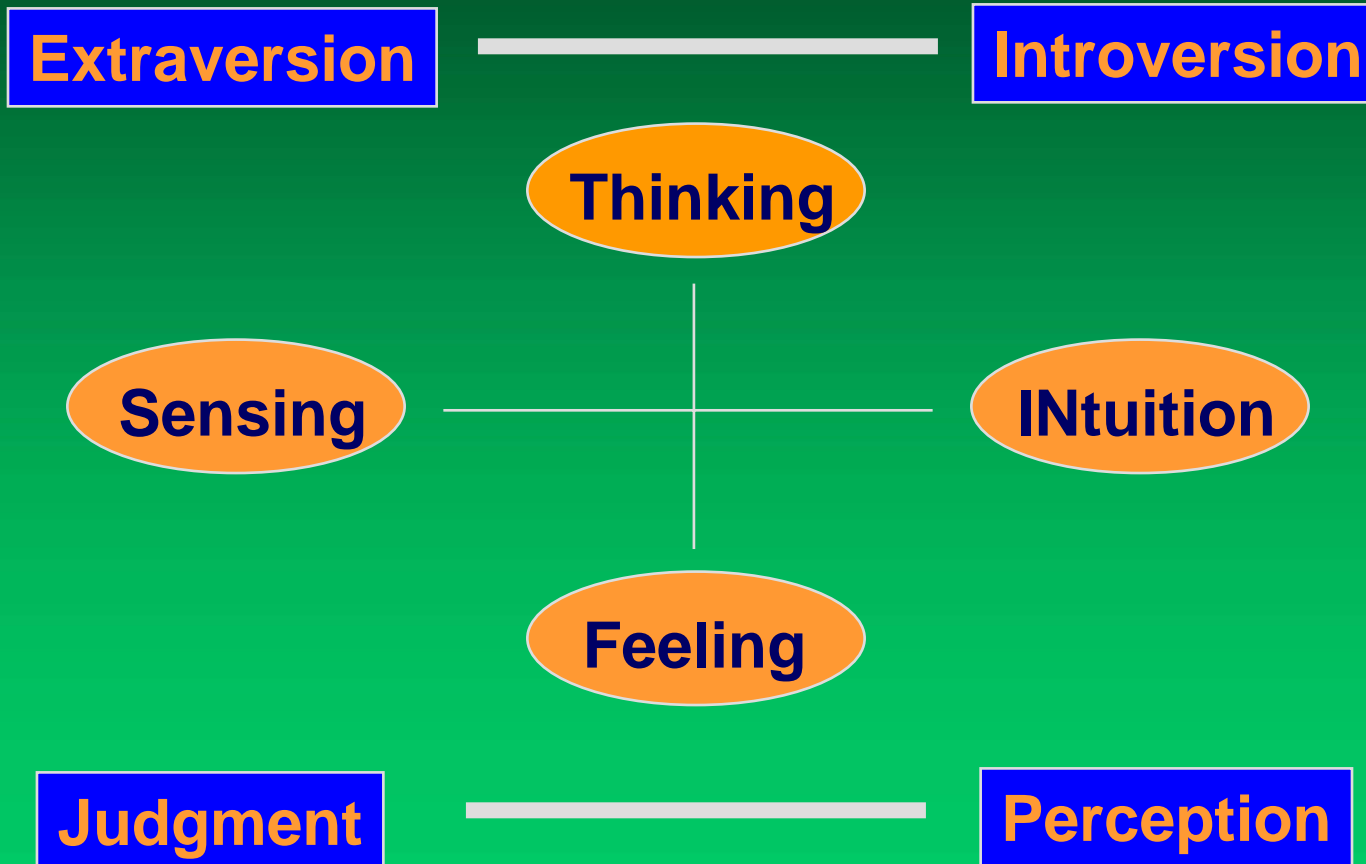 Extraversion
Introversion
Thinking
Sensing
INtuition
Feeling
Judgment
Perception